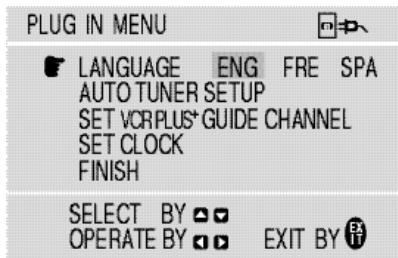 PLUG IN MENU
LANGUAGE ENG FRE SPA
AUTO TUNER SETUP
SET VCR PLUS+ GUIDE CHANNEL
SET CLOCK
FINISH
SELECT BY
OPERATE BY EXIT BY EXIT